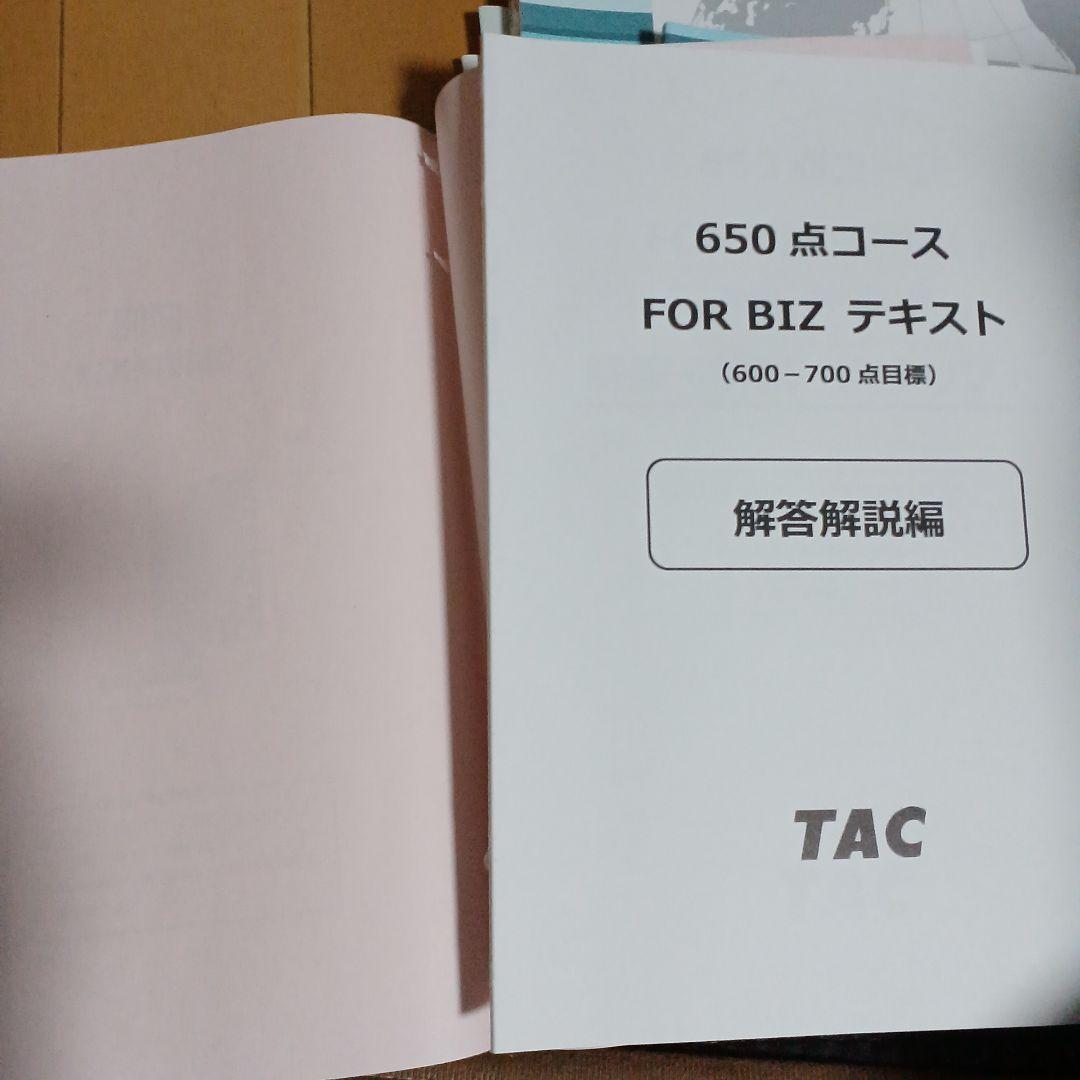 650 点コース
FOR BIZ テキスト
（600－700 点目標）
解答解説編
TAC